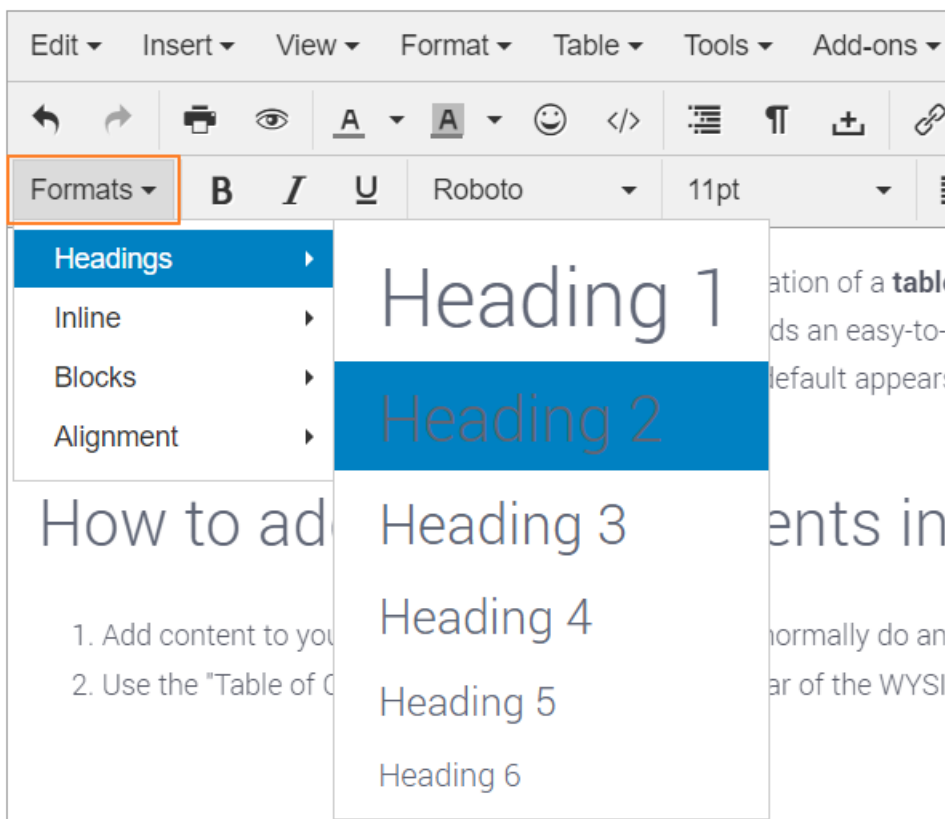 Edit Insert View Format Table Tools Add-ons
A A </> ¶
Formats B I U Roboto 11pt
Headings
Inline
Blocks
Alignment
Heading 1
Heading 2
Heading 3
Heading 4
Heading 5
Heading 6
ation of a table
ds an easy-to-
default appears
How to ad ents in
1. Add content to you normally do an
2. Use the "Table of C ar of the WYSI